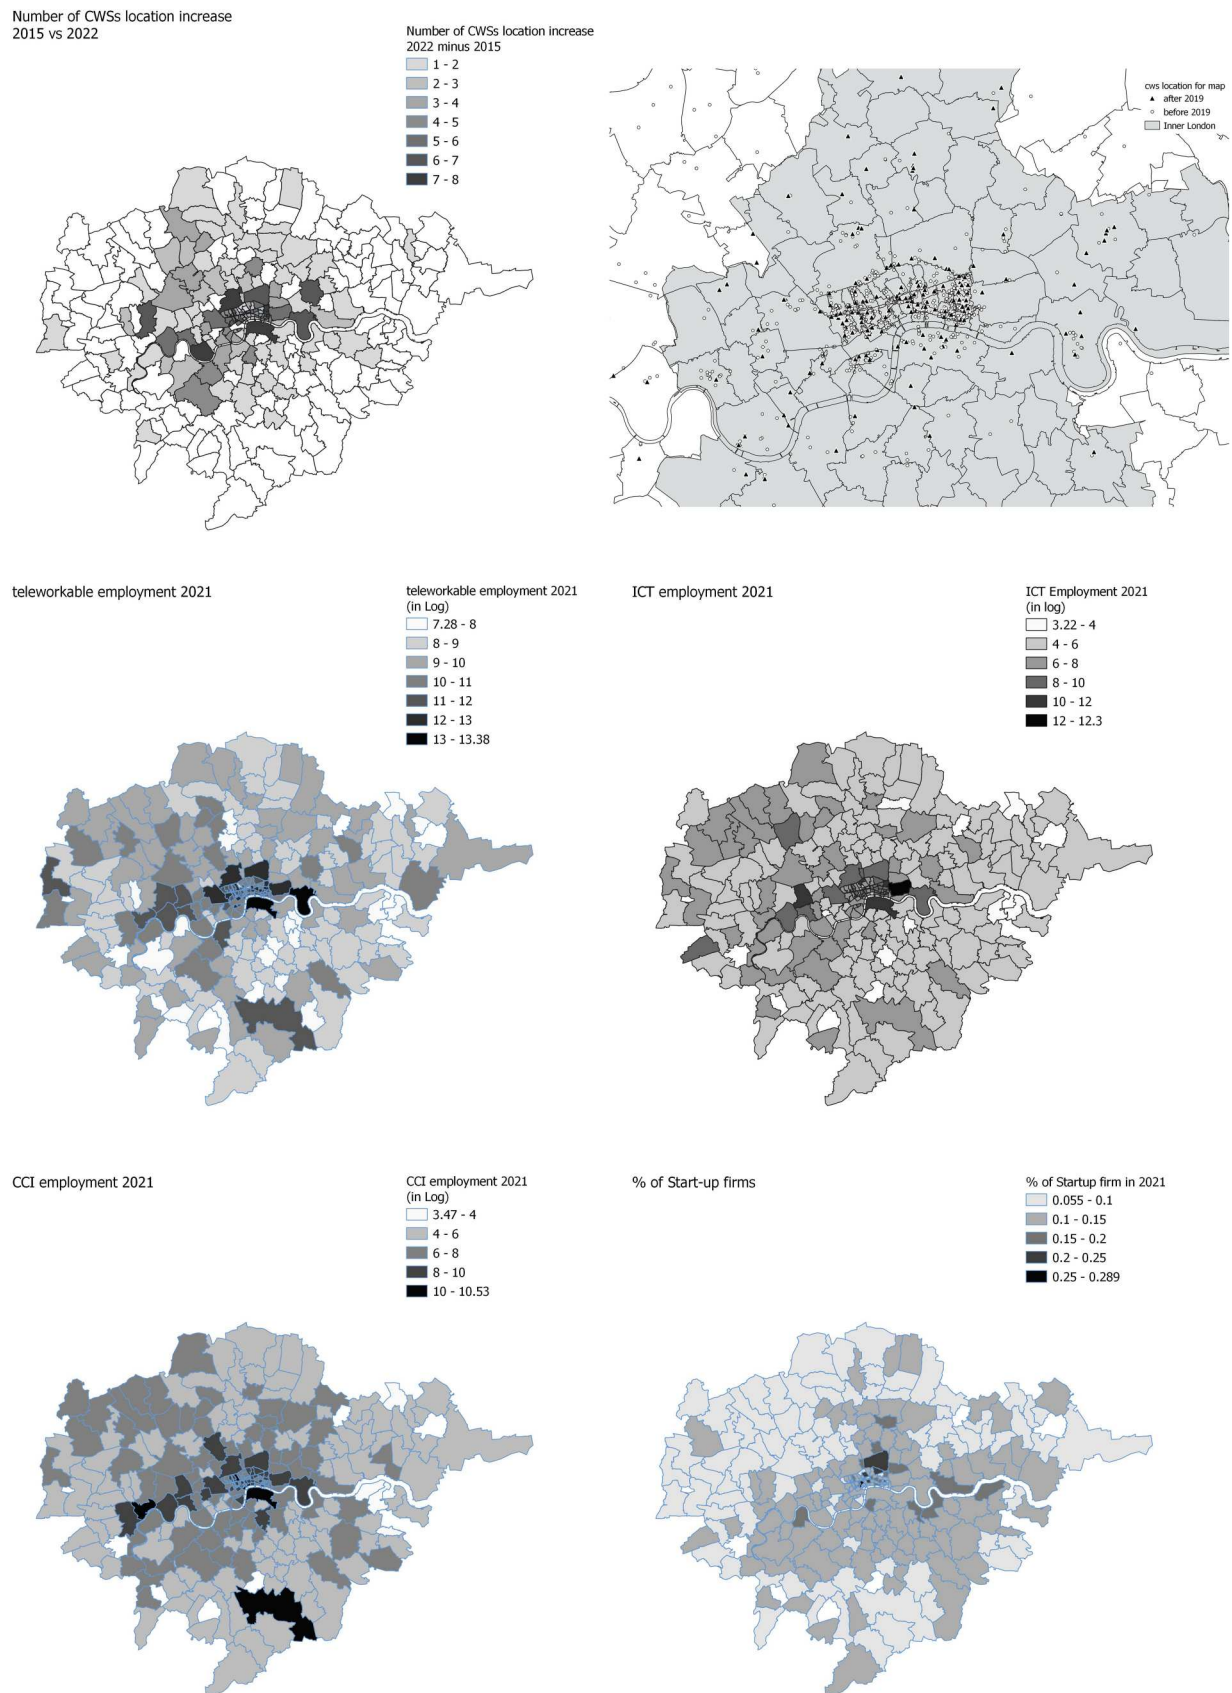 Number of CWSs location increase
2015 vs 2022
Number of CWSs location increase
2022 minus 2015
1 - 2
2 - 3
3 - 4
4 - 5
5 - 6
6 - 7
7 - 8
cws location for map
after 2019
before 2019
Inner London
teleworkable employment 2021
teleworkable employment 2021
(in Log)
7.28 - 8
8 - 9
9 - 10
10 - 11
11 - 12
12 - 13
13 - 13.38
ICT employment 2021
ICT Employment 2021
(in log)
3.22 - 4
4 - 6
6 - 8
8 - 10
10 - 12
12 - 12.3
CCI employment 2021
CCI employment 2021
(in Log)
3.47 - 4
4 - 6
6 - 8
8 - 10
10 - 10.53
% of Start-up firms
% of Startup firm in 2021
0.055 - 0.1
0.1 - 0.15
0.15 - 0.2
0.2 - 0.25
0.25 - 0.289